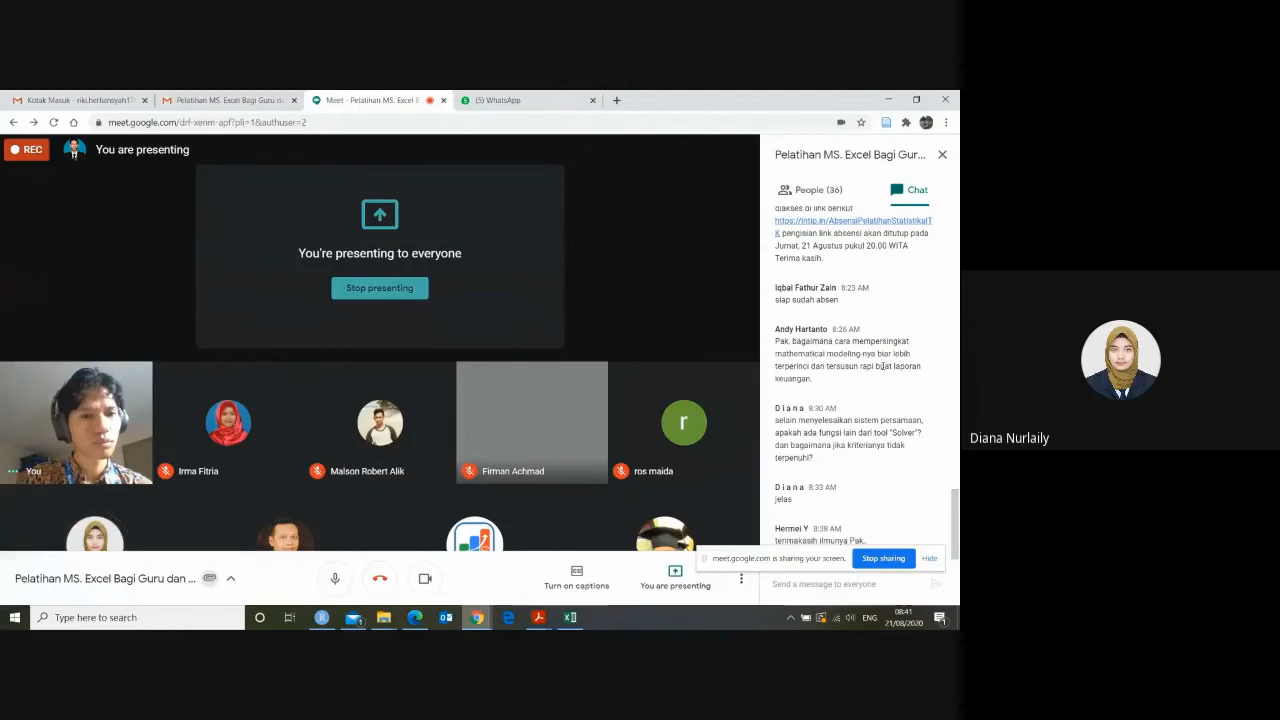 Kotak Masuk - riki.herliansyah17
Pelatihan MS. Excel Bagi Guru da
Meet - Pelatihan MS. Excel B
(5) WhatsApp
meet.google.com/drf-xenm-apf?pli=1&authuser=2
REC
You are presenting
You're presenting to everyone
Stop presenting
You
Irma Fitria
Malson Robert Alik
Firman Achmad
r
ros maida
Pelatihan MS. Excel Bagi Gur...
People (36)
Chat
diakses di link berikut
https://intip.in/AbsensiPelatihanStatistikaIT
K pengisian link absensi akan ditutup pada
Jumat, 21 Agustus pukul 20.00 WITA
Terima kasih.
Iqbal Fathur Zain 8:23 AM
siap sudah absen
Andy Hartanto 8:26 AM
Pak, bagaimana cara mempersingkat
mathematical modeling-nya biar lebih
terperinci dan tersusun rapi buat laporan
keuangan.
D i a n a 8:30 AM
selain menyelesaikan sistem persamaan,
apakah ada fungsi lain dari tool "Solver"?
dan bagaimana jika kriterianya tidak
terpenuhi?
D i a n a 8:33 AM
jelas
Hermei Y 8:38 AM
terimakasih ilmunya Pak..
meet.google.com is sharing your screen.
Stop sharing
Hide
Send a message to everyone
Pelatihan MS. Excel Bagi Guru dan ...
Turn on captions
You are presenting
Type here to search
ENG
08:41
21/08/2020
Diana Nurlaily